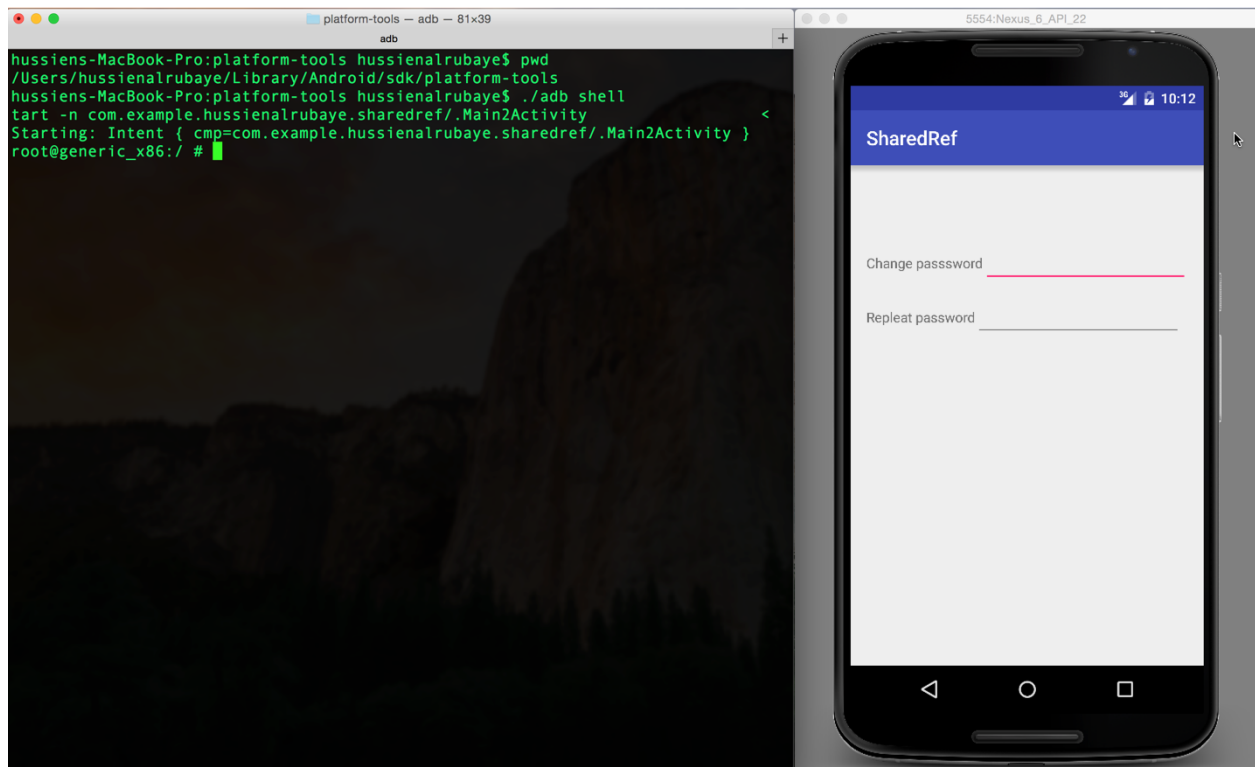 platform-tools — adb — 81×39
adb
+
hussiens-MacBook-Pro:platform-tools hussienalrubaye$ pwd
/Users/hussienalrubaye/Library/Android/sdk/platform-tools
hussiens-MacBook-Pro:platform-tools hussienalrubaye$ ./adb shell
tart -n com.example.hussienalrubaye.sharedref/.Main2Activity <
Starting: Intent { cmp=com.example.hussienalrubaye.sharedref/.Main2Activity }
root@generic_x86:/ #
5554:Nexus_6_API_22
3G 10:12
SharedRef
Change passsword
Repleat password